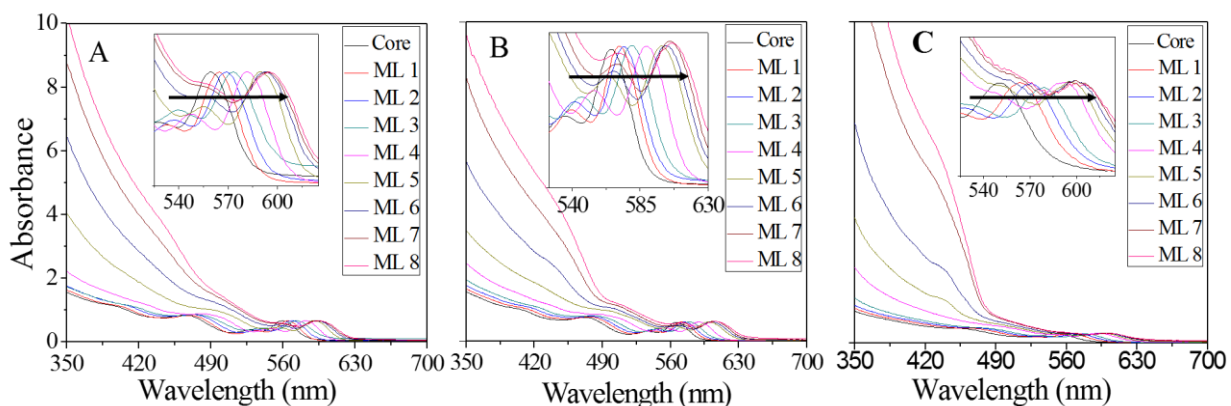 Absorbance
10
8
6
4
2
0
A
540 570 600
Core
ML 1
ML 2
ML 3
ML 4
ML 5
ML 6
ML 7
ML 8
350 420 490 560 630 700
Wavelength (nm)
B
540 585 630
Core
ML 1
ML 2
ML 3
ML 4
ML 5
ML 6
ML 7
ML 8
350 420 490 560 630 700
Wavelength (nm)
C
540 570 600
Core
ML 1
ML 2
ML 3
ML 4
ML 5
ML 6
ML 7
ML 8
350 420 490 560 630 700
Wavelength (nm)